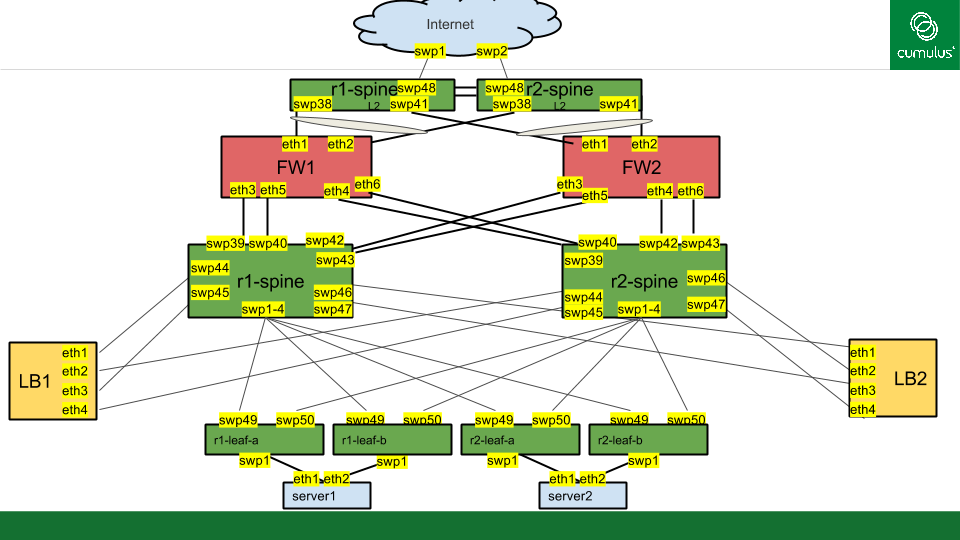 Internet
cumulus
swp1
swp2
r1-spine
swp48
swp48
r2-spine
swp38
L2
swp41
swp38
L2
swp41
eth1
eth2
eth1
eth2
FW1
FW2
eth3
eth5
eth4
eth6
eth3
eth5
eth4
eth6
swp39
swp40
swp42
swp43
swp40
swp39
swp42
swp43
swp44
r1-spine
swp45
swp46
swp1-4
swp47
r2-spine
swp46
swp44
swp45
swp1-4
swp47
LB1
eth1
eth2
eth3
eth4
eth1
eth2
eth3
eth4
LB2
swp49
swp50
swp49
swp50
swp49
swp50
swp49
swp50
r1-leaf-a
r1-leaf-b
r2-leaf-a
r2-leaf-b
swp1
swp1
swp1
swp1
eth1
eth2
eth1
eth2
server1
server2